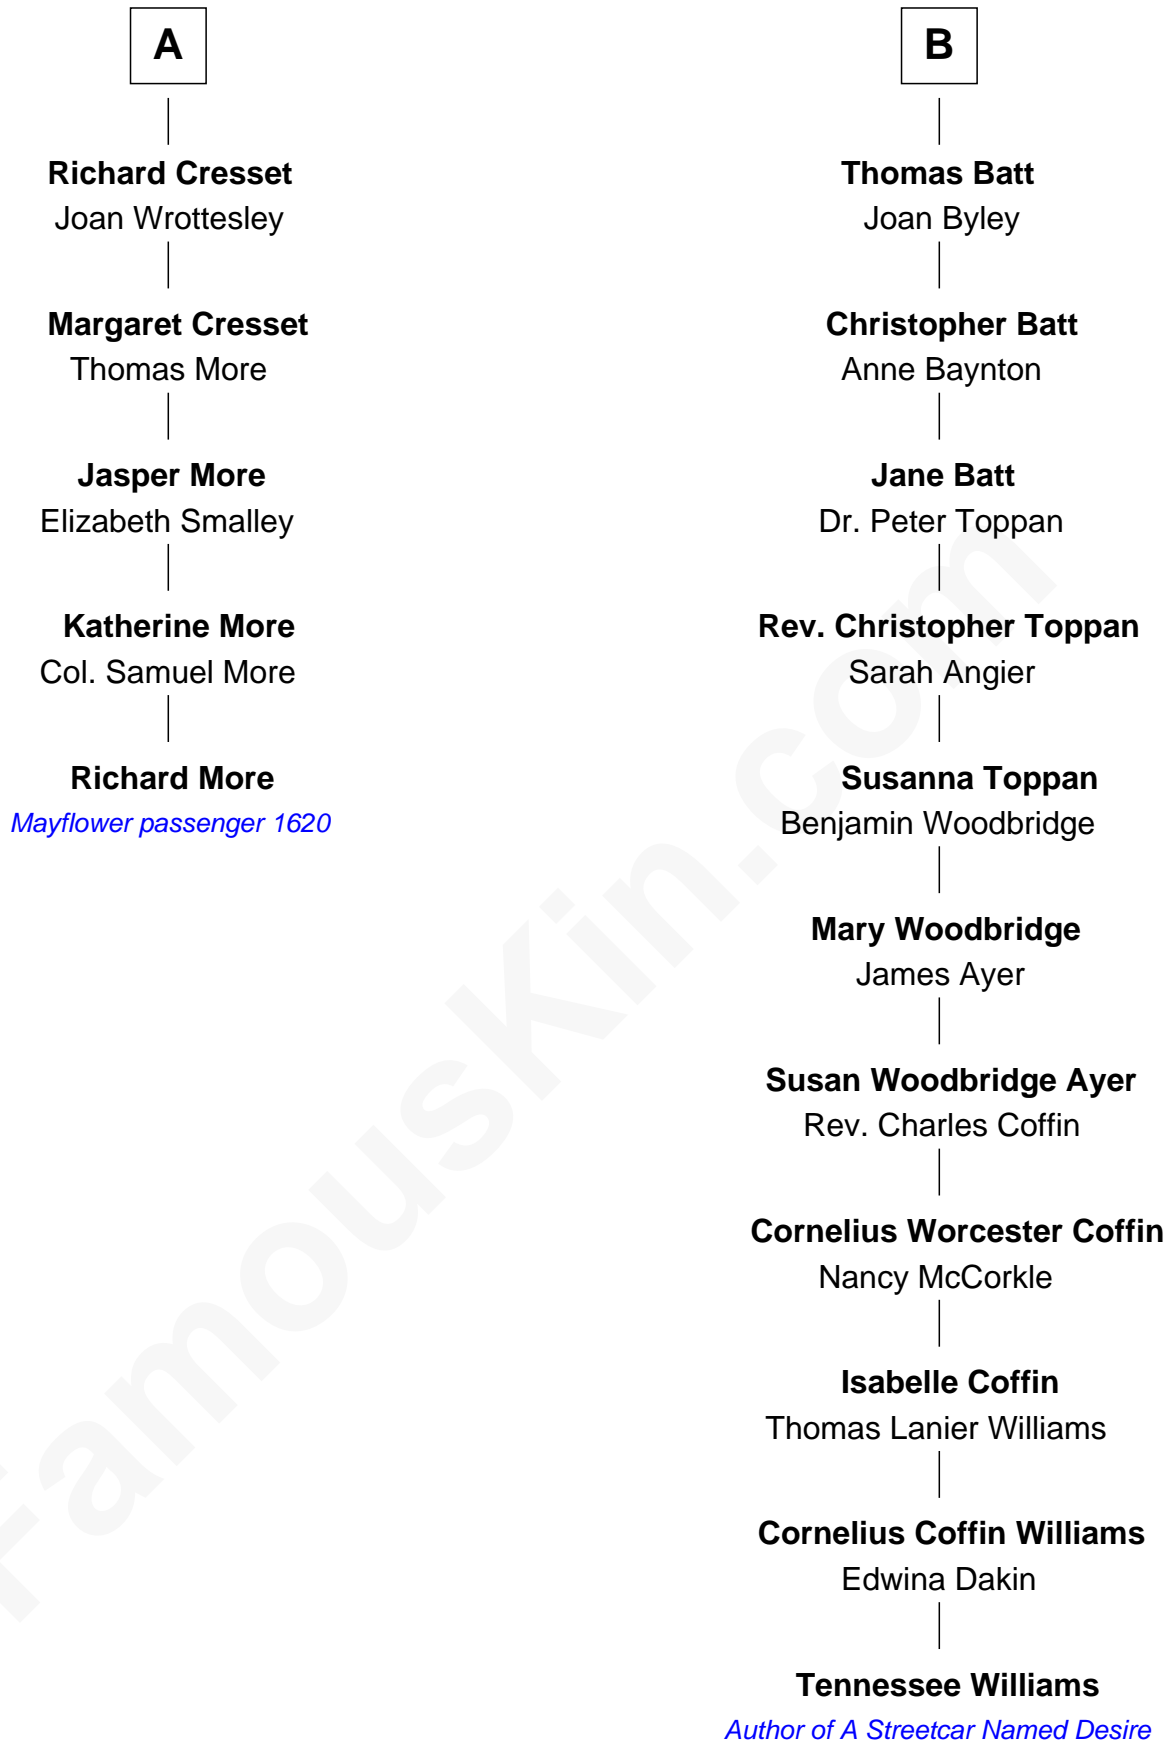 A
Richard Cresset
Joan Wrottesley
Margaret Cresset
Thomas More
Jasper More
Elizabeth Smalley
Katherine More
Col. Samuel More
Richard More
Mayflower passenger 1620
B
Thomas Batt
Joan Byley
Christopher Batt
Anne Baynton
Jane Batt
Dr. Peter Toppan
Rev. Christopher Toppan
Sarah Angier
Susanna Toppan
Benjamin Woodbridge
Mary Woodbridge
James Ayer
Susan Woodbridge Ayer
Rev. Charles Coffin
Cornelius Worcester Coffin
Nancy McCorkle
Isabelle Coffin
Thomas Lanier Williams
Cornelius Coffin Williams
Edwina Dakin
Tennessee Williams
Author of A Streetcar Named Desire
FamousKin.com